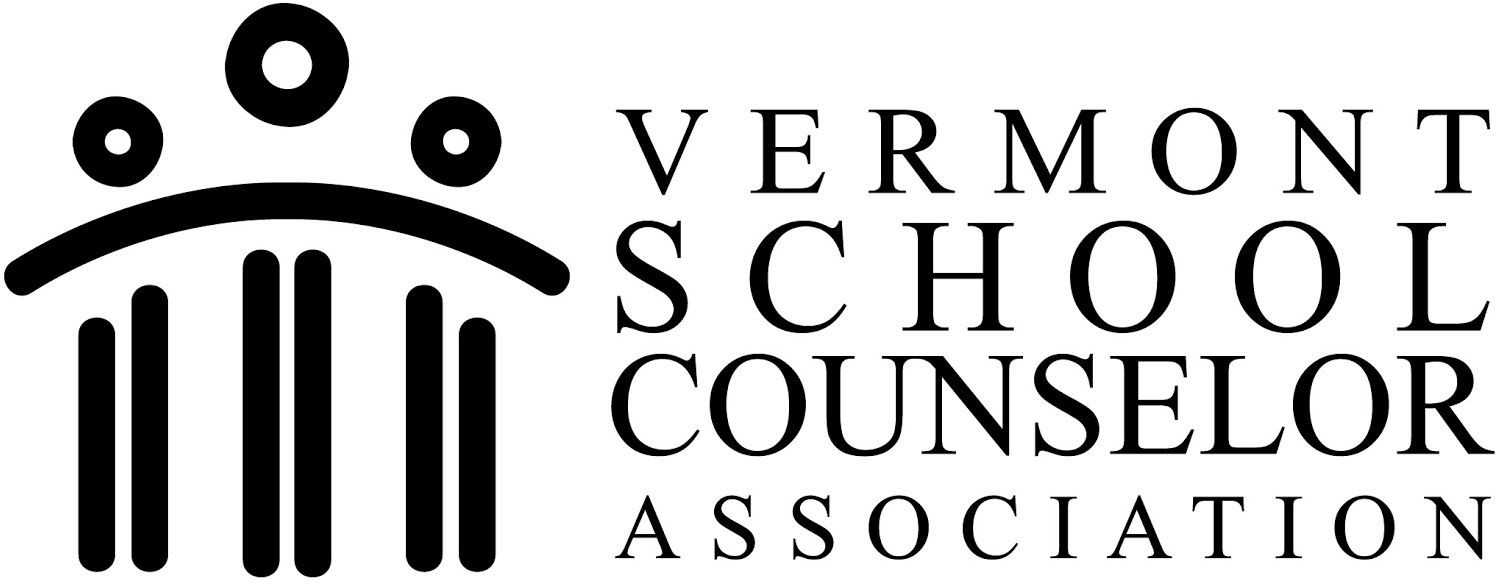 VERMONT
SCHOOL
COUNSELOR
ASSOCIATION